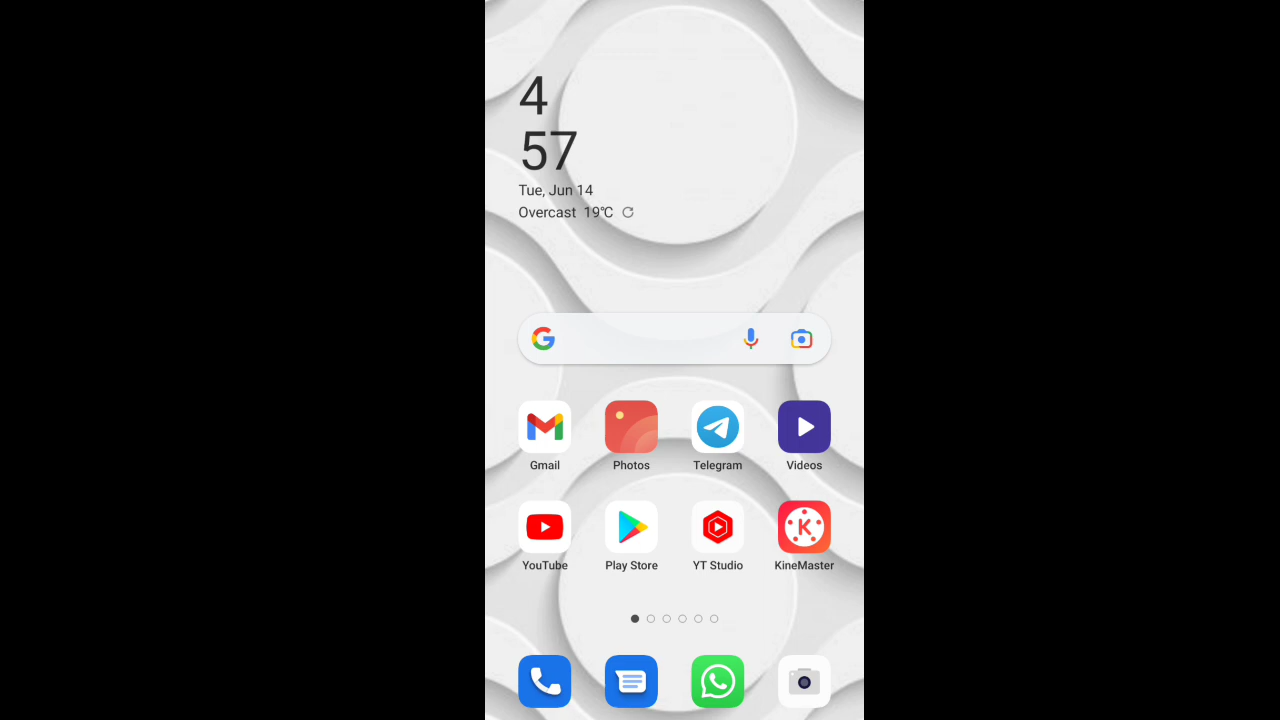 4
57
Tue, Jun 14
Overcast 19°C
Gmail
Photos
Telegram
Videos
YouTube
Play Store
YT Studio
KineMaster